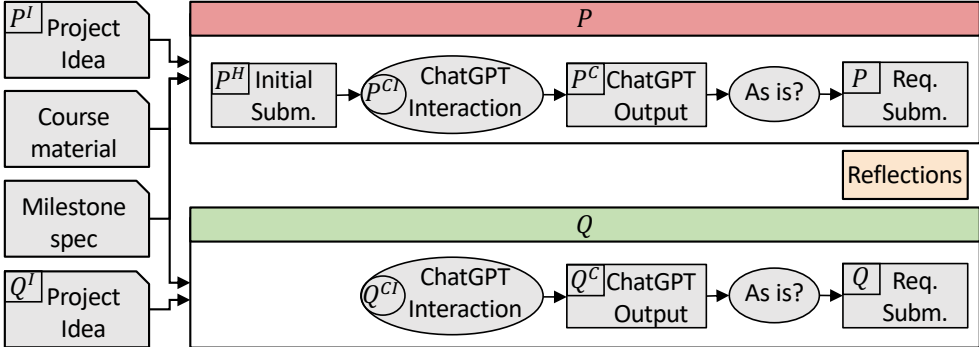 P^I Project
Idea
Course
material
Milestone
spec
Q^I Project
Idea
P
P^H Initial
Subm.
P^CI ChatGPT
Interaction
P^C ChatGPT
Output
As is?
P Req.
Subm.
Reflections
Q
Q^CI ChatGPT
Interaction
Q^C ChatGPT
Output
As is?
Q Req.
Subm.